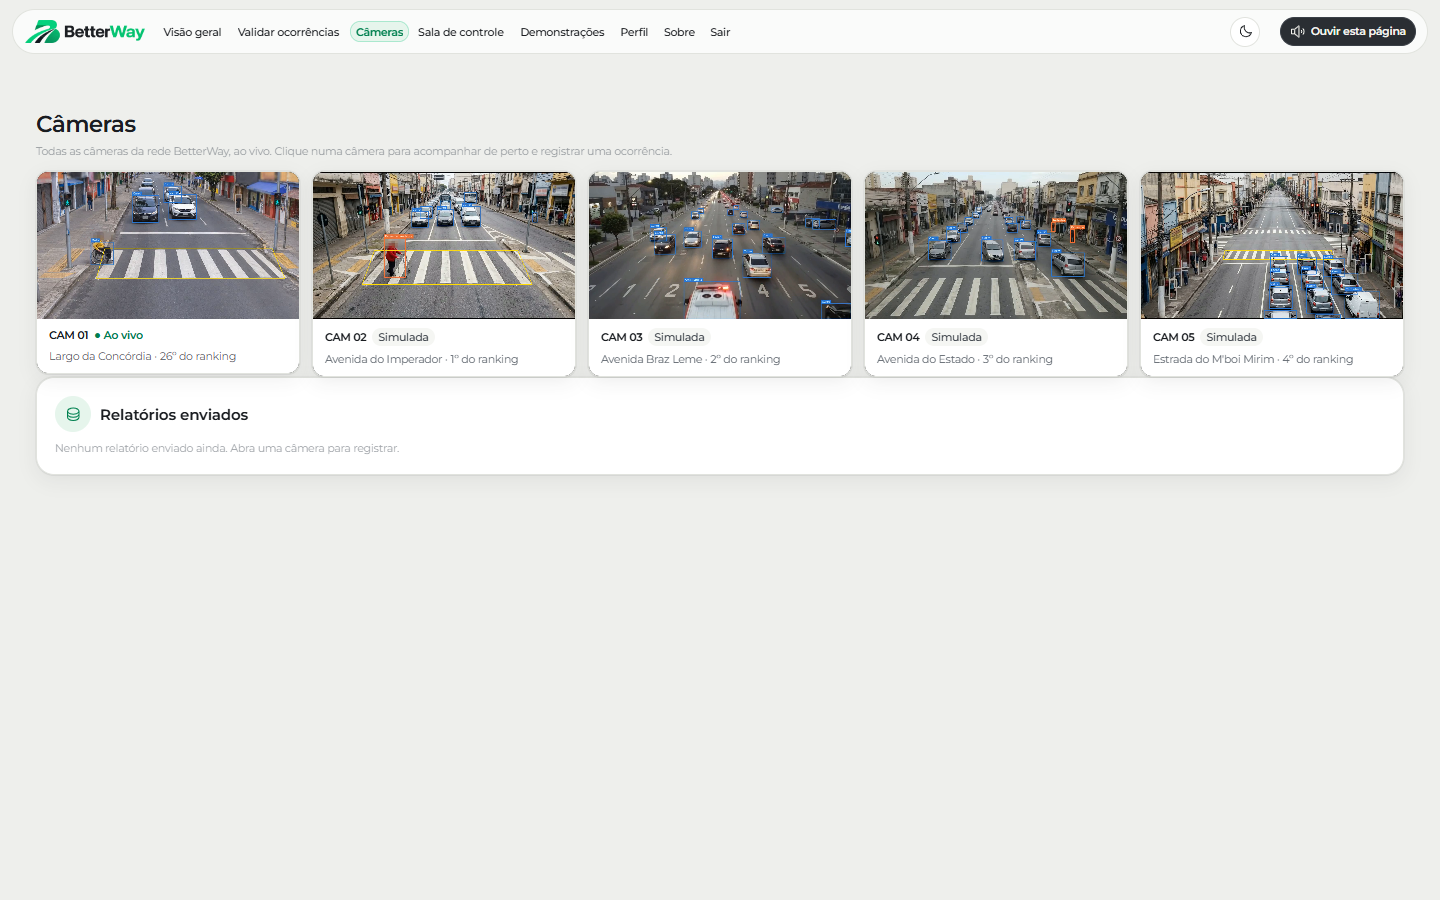 BetterWay
Visão geral
Validar ocorrências
Câmeras
Sala de controle
Demonstrações
Perfil
Sobre
Sair
Ouvir esta página
Câmeras
Todas as câmeras da rede BetterWay, ao vivo. Clique numa câmera para acompanhar de perto e registrar uma ocorrência.
1 2 4 5
CAM 01 • Ao vivo
Largo da Concórdia · 26º do ranking
CAM 02 Simulada
Avenida do Imperador · 1º do ranking
CAM 03 Simulada
Avenida Braz Leme · 2º do ranking
CAM 04 Simulada
Avenida do Estado · 3º do ranking
CAM 05 Simulada
Estrada do M'boi Mirim · 4º do ranking
Relatórios enviados
Nenhum relatório enviado ainda. Abra uma câmera para registrar.